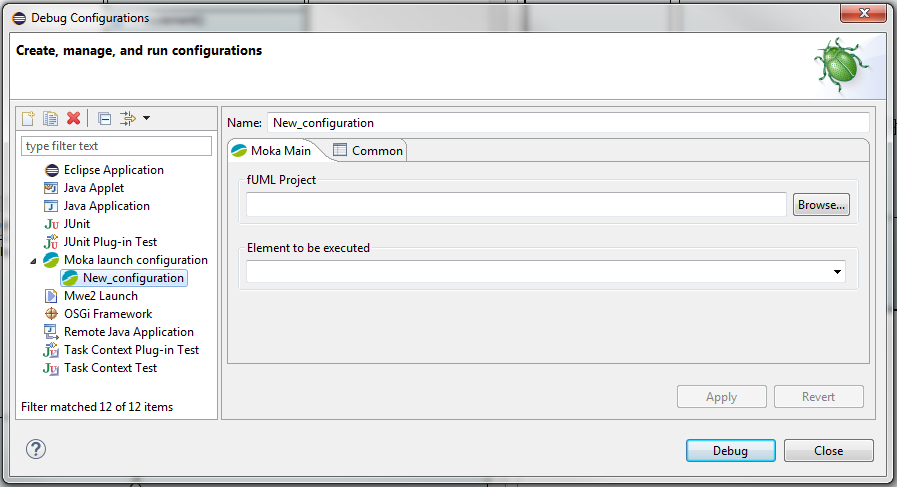 Debug Configurations
Create, manage, and run configurations
type filter text
Eclipse Application
Java Applet
Java Application
JUnit
JUnit Plug-in Test
Moka launch configuration
New_configuration
Mwe2 Launch
OSGi Framework
Remote Java Application
Task Context Plug-in Test
Task Context Test
Filter matched 12 of 12 items
Name: New_configuration
Moka Main Common
fUML Project
Browse...
Element to be executed
Apply Revert
Debug Close